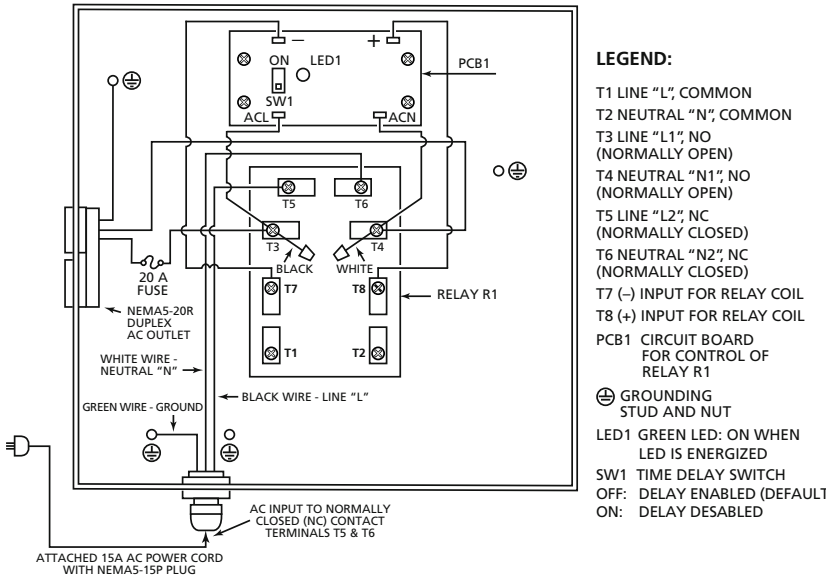 − +
ON LED1
SW1
ACL ACN
PCB1
T5 T6
T3 T4
BLACK WHITE
T7 T8
RELAY R1
T1 T2
20 A
FUSE
NEMA5-20R
DUPLEX
AC OUTLET
WHITE WIRE -
NEUTRAL “N”
BLACK WIRE - LINE “L”
GREEN WIRE - GROUND
AC INPUT TO NORMALLY
CLOSED (NC) CONTACT
TERMINALS T5 & T6
ATTACHED 15A AC POWER CORD
WITH NEMA5-15P PLUG
LEGEND:
T1 LINE “L”, COMMON
T2 NEUTRAL “N”, COMMON
T3 LINE “L1”, NO
(NORMALLY OPEN)
T4 NEUTRAL “N1”, NO
(NORMALLY OPEN)
T5 LINE “L2”, NC
(NORMALLY CLOSED)
T6 NEUTRAL “N2”, NC
(NORMALLY CLOSED)
T7 (–) INPUT FOR RELAY COIL
T8 (+) INPUT FOR RELAY COIL
PCB1 CIRCUIT BOARD
FOR CONTROL OF
RELAY R1
GROUNDING
STUD AND NUT
LED1 GREEN LED: ON WHEN
LED IS ENERGIZED
SW1 TIME DELAY SWITCH
OFF: DELAY ENABLED (DEFAULT
ON: DELAY DESABLED